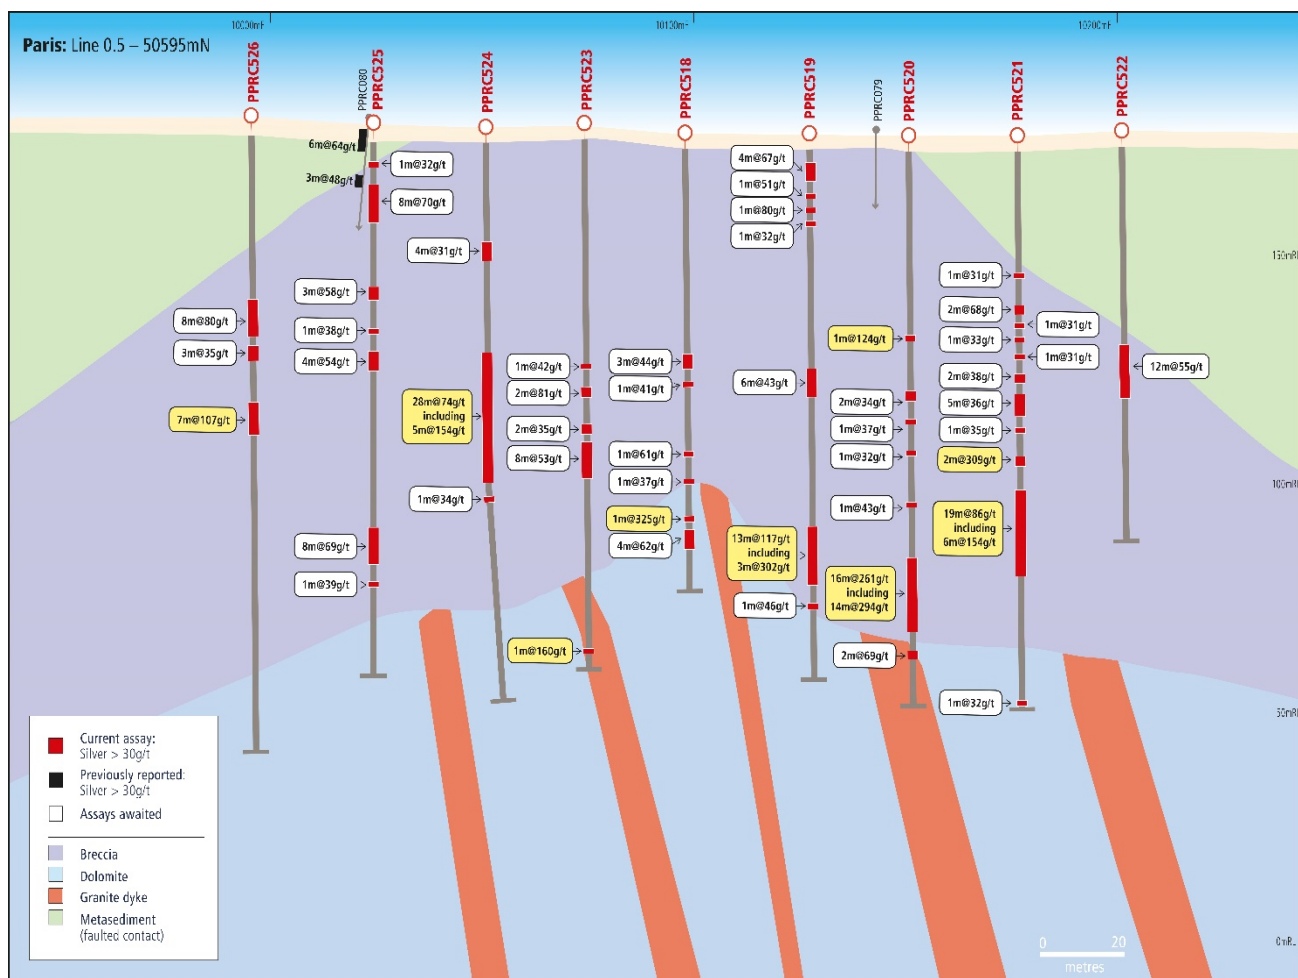 10000mE
10100mE
10200mE
Paris: Line 0.5 – 50595mN
PPRC526
PPRC080
PPRC525
PPRC524
PPRC523
PPRC518
PPRC519
PPRC079
PPRC520
PPRC521
PPRC522
8m@80g/t
3m@35g/t
7m@107g/t
6m@64g/t
3m@48g/t
1m@32g/t
8m@70g/t
3m@58g/t
1m@38g/t
4m@54g/t
8m@69g/t
1m@39g/t
4m@31g/t
28m@74g/t
including
5m@154g/t
1m@34g/t
1m@42g/t
2m@81g/t
2m@35g/t
8m@53g/t
1m@160g/t
3m@44g/t
1m@41g/t
1m@61g/t
1m@37g/t
1m@325g/t
4m@62g/t
4m@67g/t
1m@51g/t
1m@80g/t
1m@32g/t
6m@43g/t
13m@117g/t
including
3m@302g/t
1m@46g/t
1m@124g/t
2m@34g/t
1m@37g/t
1m@32g/t
1m@43g/t
16m@261g/t
including
14m@294g/t
2m@69g/t
1m@31g/t
2m@68g/t
1m@31g/t
1m@33g/t
1m@31g/t
2m@38g/t
5m@36g/t
1m@35g/t
2m@309g/t
19m@86g/t
including
6m@154g/t
1m@32g/t
12m@55g/t
150mRL
100mRL
50mRL
0mRL
Current assay:
Silver > 30g/t
Previously reported:
Silver > 30g/t
Assays awaited
Breccia
Dolomite
Granite dyke
Metasediment
(faulted contact)
0 20
metres